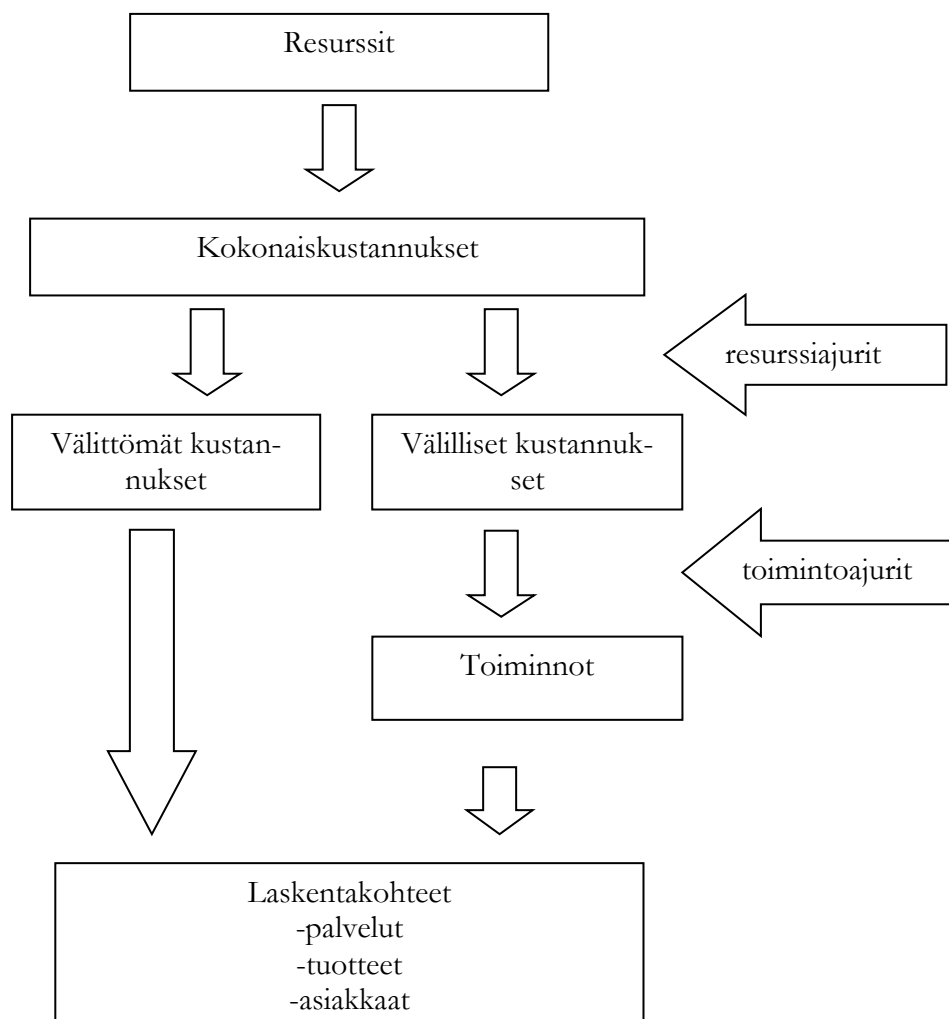 Resurssit
Kokonaiskustannukset
resurssiajurit
Välittömät kustan-
nukset
Välilliset kustannuk-
set
toimintoajurit
Toiminnot
Laskentakohteet
-palvelut
-tuotteet
-asiakkaat